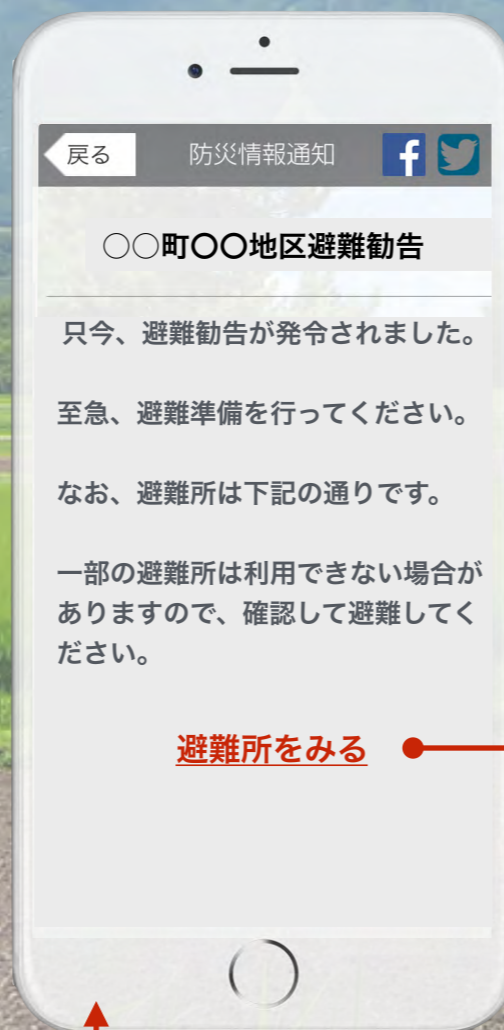 戻る
防災情報通知
○○町〇〇地区避難勧告
只今、避難勧告が発令されました。
至急、避難準備を行ってください。
なお、避難所は下記の通りです。
一部の避難所は利用できない場合が
ありますので、確認して避難してく
ださい。
避難所をみる